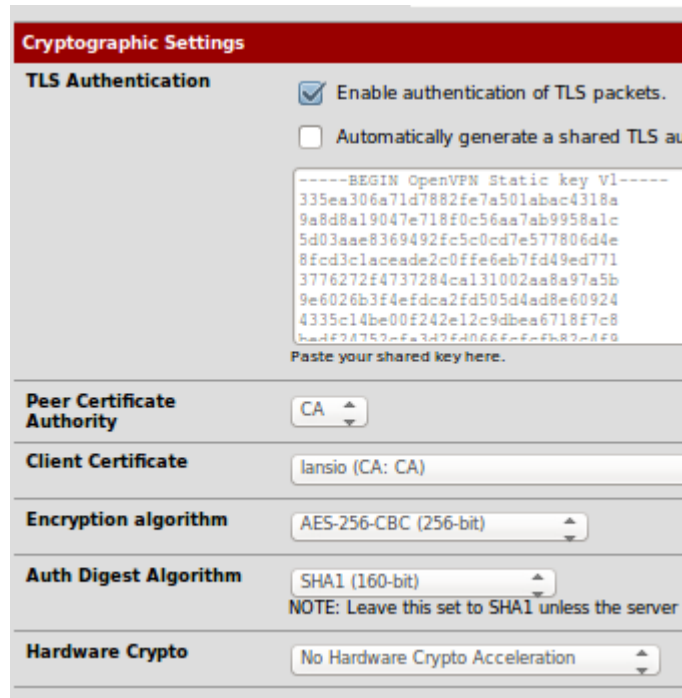 Cryptographic Settings
TLS Authentication
Enable authentication of TLS packets.
Automatically generate a shared TLS au
-----BEGIN OpenVPN Static key V1-----
335ea306a71d7882fe7a501abac4318a
9a8d8a19047e718f0c56aa7ab9958a1c
5d03aae8369492fc5c0cd7e577806d4e
8fcd3c1aceade2c0ffe6eb7fd49ed771
3776272f4737284ca131002aa8a97a5b
9e6026b3f4efdca2fd505d4ad8e60924
4335c14be00f242e12c9dbea6718f7c8
bedf24752cfa3d2fd066fcfcfb82c4f9
Paste your shared key here.
Peer Certificate
Authority
CA
Client Certificate
lansio (CA: CA)
Encryption algorithm
AES-256-CBC (256-bit)
Auth Digest Algorithm
SHA1 (160-bit)
NOTE: Leave this set to SHA1 unless the server
Hardware Crypto
No Hardware Crypto Acceleration